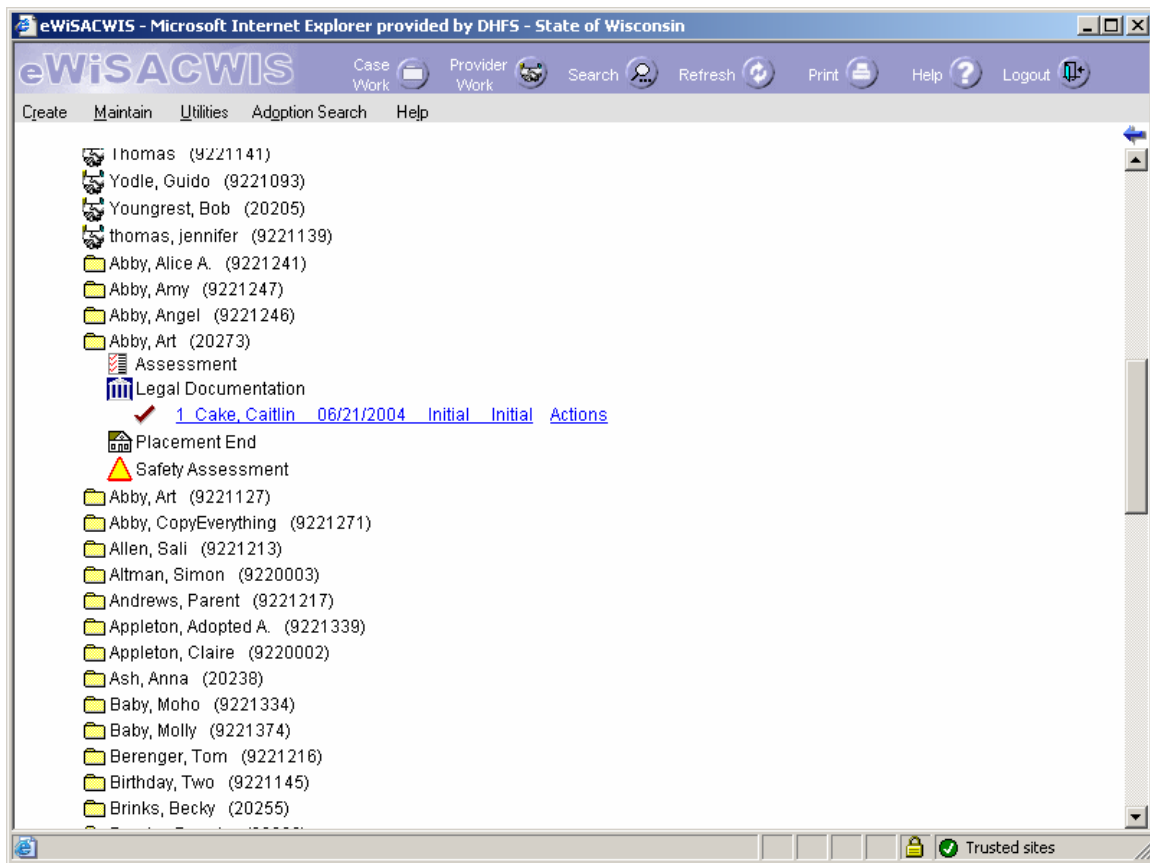 eWiSACWIS - Microsoft Internet Explorer provided by DHFS - State of Wisconsin
eWiSACWIS Case Work Provider Work Search Refresh Print Help Logout
Create Maintain Utilities Adoption Search Help
Thomas (9221141)
Yodle, Guido (9221093)
Youngrest, Bob (20205)
thomas, jennifer (9221139)
Abby, Alice A. (9221241)
Abby, Amy (9221247)
Abby, Angel (9221246)
Abby, Art (20273)
Assessment
Legal Documentation
1 Cake, Caitlin 06/21/2004 Initial Initial Actions
Placement End
Safety Assessment
Abby, Art (9221127)
Abby, CopyEverything (9221271)
Allen, Sali (9221213)
Altman, Simon (9220003)
Andrews, Parent (9221217)
Appleton, Adopted A. (9221339)
Appleton, Claire (9220002)
Ash, Anna (20238)
Baby, Moho (9221334)
Baby, Molly (9221374)
Berenger, Tom (9221216)
Birthday, Two (9221145)
Brinks, Becky (20255)
Trusted sites